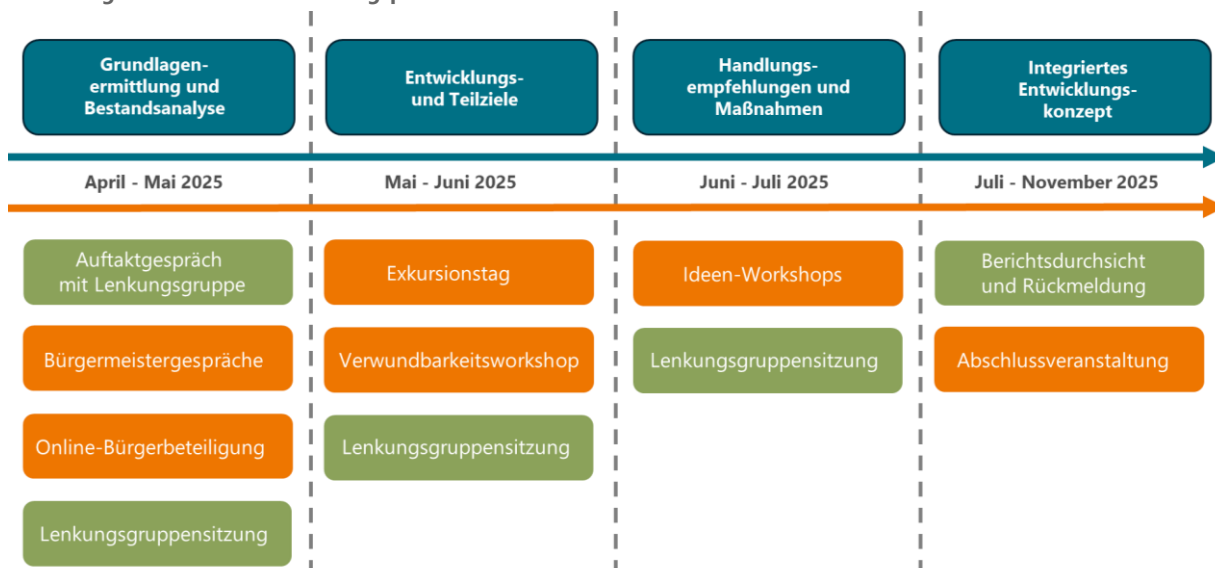 Grundlagen-
ermittlung und
Bestandsanalyse
Entwicklungs-
und Teilziele
Handlungs-
empfehlungen und
Maßnahmen
Integriertes
Entwicklungs-
konzept
April - Mai 2025
Mai - Juni 2025
Juni - Juli 2025
Juli - November 2025
Auftaktgespräch
mit Lenkungsgruppe
Exkursionstag
Ideen-Workshops
Berichtsdurchsicht
und Rückmeldung
Bürgermeistergespräche
Verwundbarkeitsworkshop
Lenkungsgruppensitzung
Abschlussveranstaltung
Online-Bürgerbeteiligung
Lenkungsgruppensitzung
Lenkungsgruppensitzung